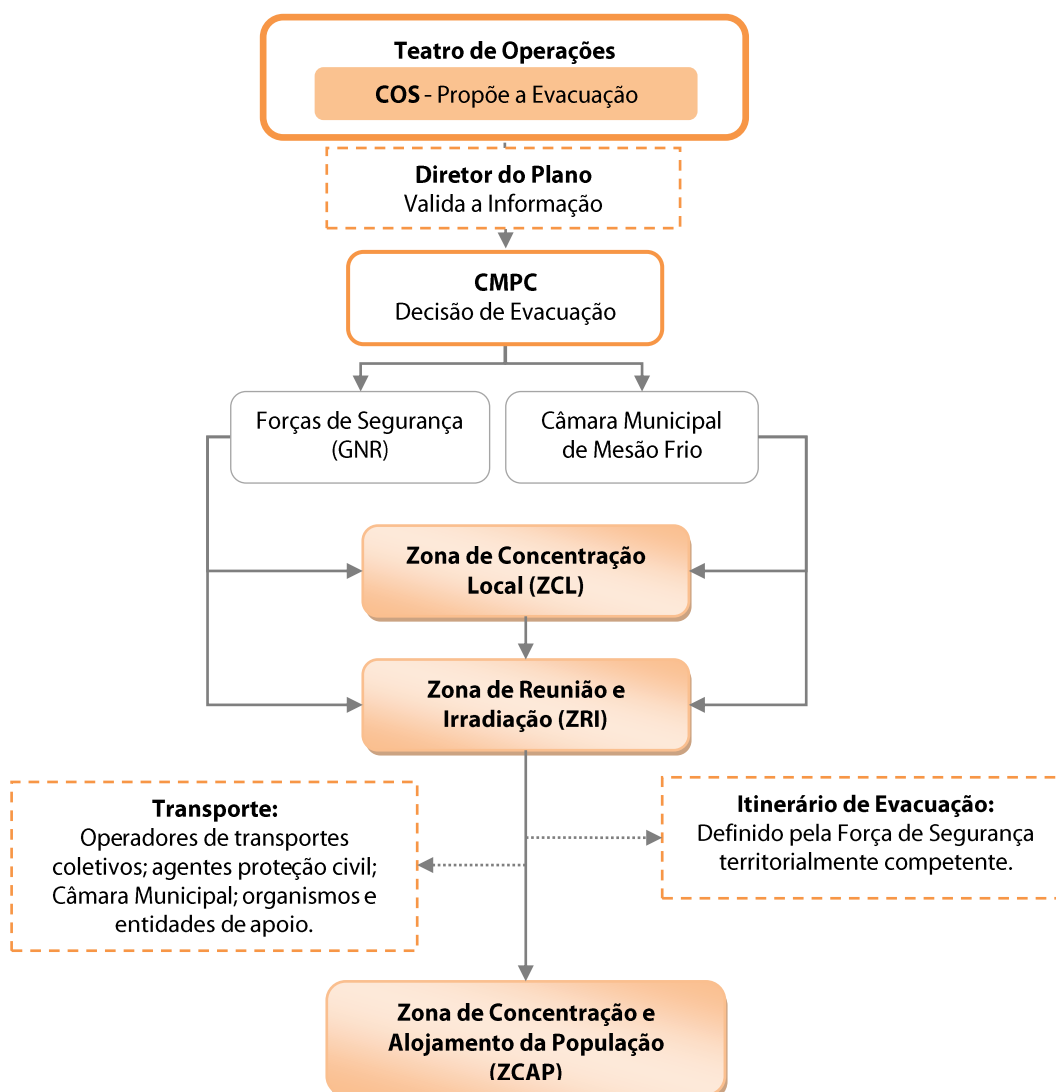 Teatro de Operações
COS - Propõe a Evacuação
Diretor do Plano
Valida a Informação
CMPC
Decisão de Evacuação
Forças de Segurança
(GNR)
Câmara Municipal
de Mesão Frio
Zona de Concentração
Local (ZCL)
Zona de Reunião e
Irradiação (ZRI)
Transporte:
Operadores de transportes
coletivos; agentes proteção civil;
Câmara Municipal; organismos e
entidades de apoio.
Itinerário de Evacuação:
Definido pela Força de Segurança
territorialmente competente.
Zona de Concentração e
Alojamento da População
(ZCAP)